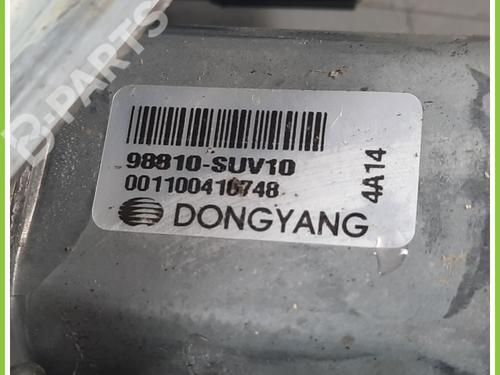 B-PARTS
98810-SUV10
001100410748
4A14
DONGYANG